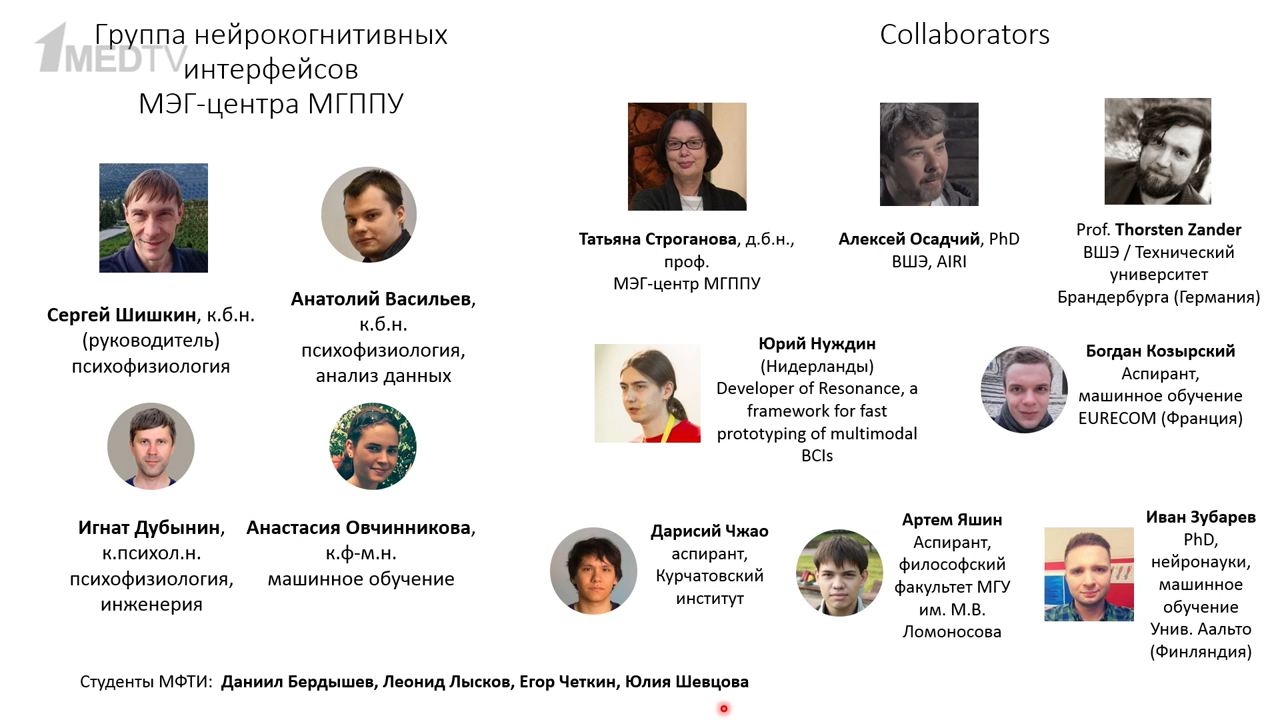 1MEDTV
Группа нейрокогнитивных
интерфейсов
МЭГ-центра МГППУ
Сергей Шишкин, к.б.н.
(руководитель)
психофизиология
Анатолий Васильев,
к.б.н.
психофизиология,
анализ данных
Игнат Дубынин,
к.психол.н.
психофизиология,
инженерия
Анастасия Овчинникова,
к.ф-м.н.
машинное обучение
Collaborators
Татьяна Строганова, д.б.н.,
проф.
МЭГ-центр МГППУ
Алексей Осадчий, PhD
ВШЭ, AIRI
Prof. Thorsten Zander
ВШЭ / Технический
университет
Брандербурга (Германия)
Юрий Нуждин
(Нидерланды)
Developer of Resonance, a
framework for fast
prototyping of multimodal
BCIs
Богдан Козырский
Аспирант,
машинное обучение
EURECOM (Франция)
Дарисий Чжао
аспирант,
Курчатовский
институт
Артем Яшин
Аспирант,
философский
факультет МГУ
им. М.В.
Ломоносова
Иван Зубарев
PhD,
нейронауки,
машинное
обучение
Унив. Аальто
(Финляндия)
Студенты МФТИ: Даниил Бердышев, Леонид Лысков, Егор Четкин, Юлия Шевцова